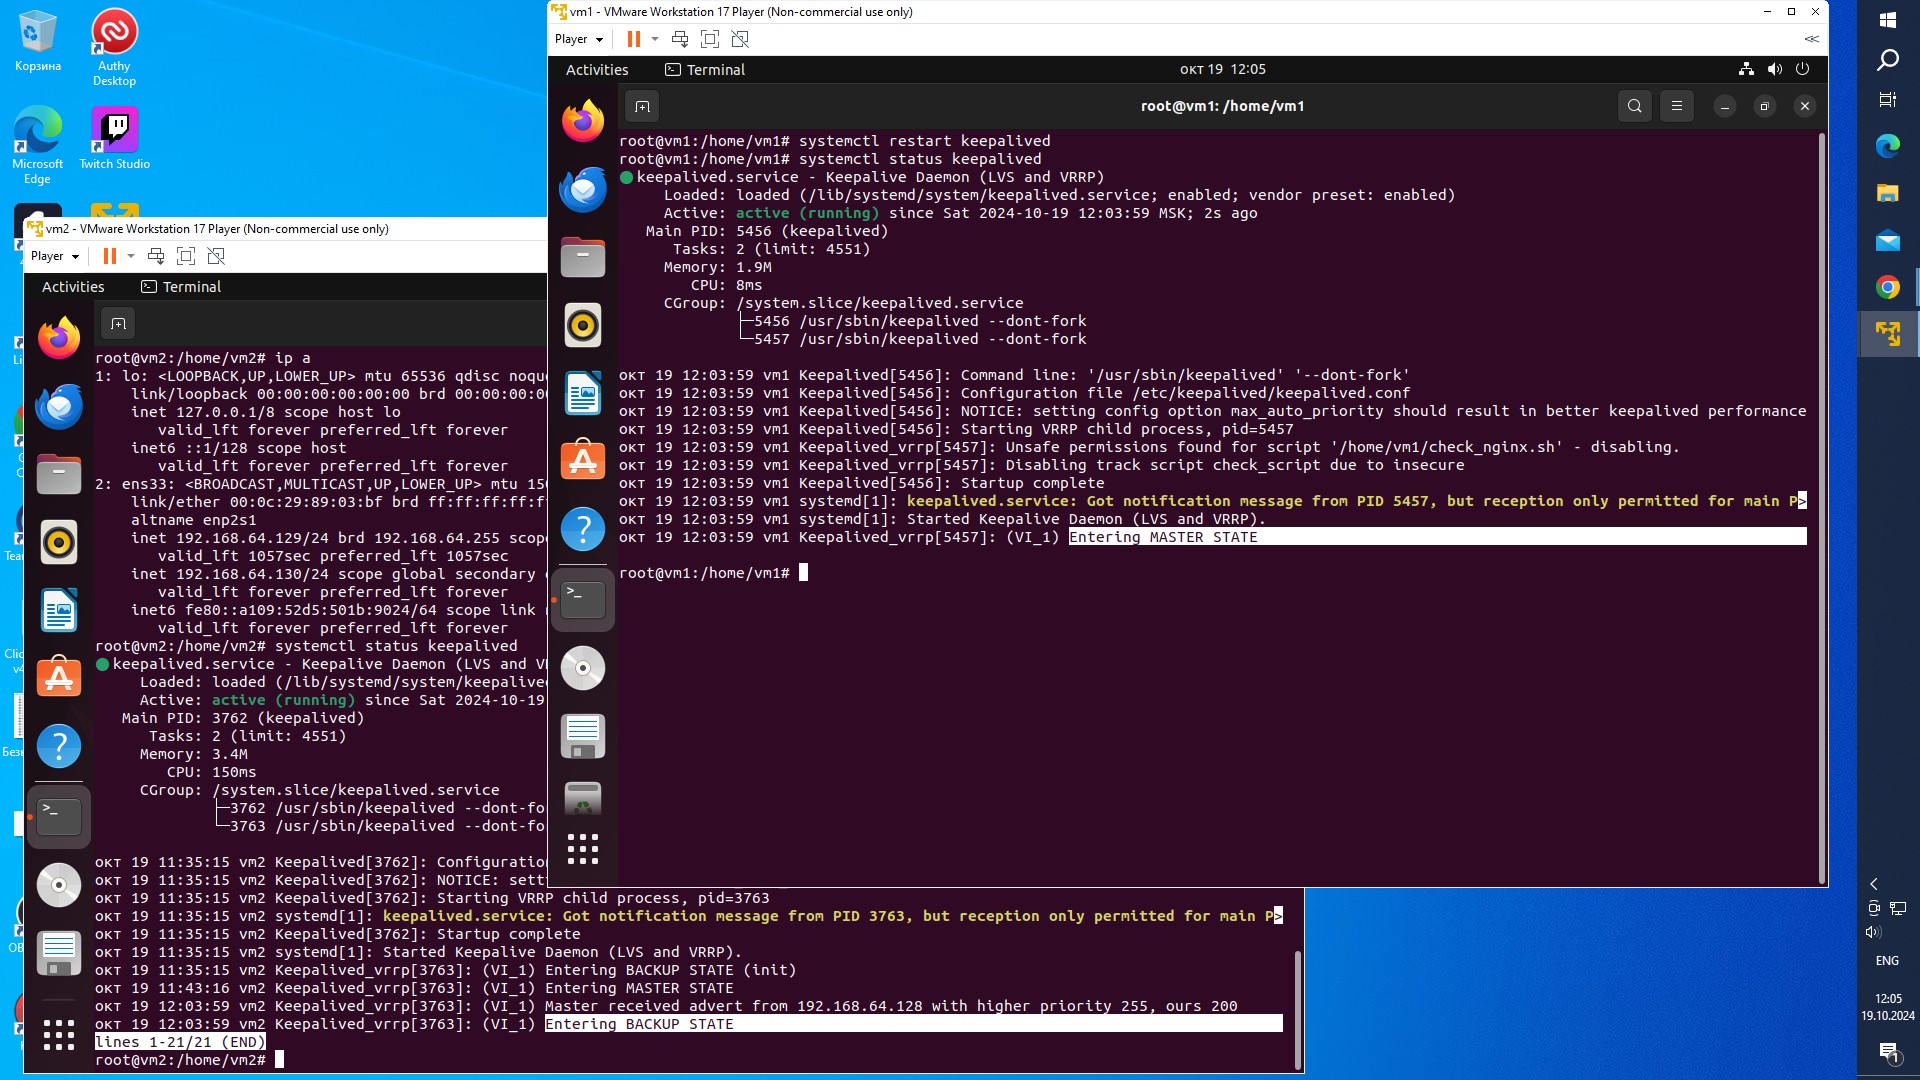 Корзина
Authy
Desktop
Microsoft
Edge
Twitch Studio
vm1 - VMware Workstation 17 Player (Non-commercial use only)
Player
Activities
Terminal
окт 19 12:05
root@vm1: /home/vm1
root@vm1:/home/vm1# systemctl restart keepalived
root@vm1:/home/vm1# systemctl status keepalived
keepalived.service - Keepalive Daemon (LVS and VRRP)
Loaded: loaded (/lib/systemd/system/keepalived.service; enabled; vendor preset: enabled)
Active: active (running) since Sat 2024-10-19 12:03:59 MSK; 2s ago
Main PID: 5456 (keepalived)
Tasks: 2 (limit: 4551)
Memory: 1.9M
CPU: 8ms
CGroup: /system.slice/keepalived.service
├─5456 /usr/sbin/keepalived --dont-fork
└─5457 /usr/sbin/keepalived --dont-fork
окт 19 12:03:59 vm1 Keepalived[5456]: Command line: '/usr/sbin/keepalived' '--dont-fork'
окт 19 12:03:59 vm1 Keepalived[5456]: Configuration file /etc/keepalived/keepalived.conf
окт 19 12:03:59 vm1 Keepalived[5456]: NOTICE: setting config option max_auto_priority should result in better keepalived performance
окт 19 12:03:59 vm1 Keepalived[5456]: Starting VRRP child process, pid=5457
окт 19 12:03:59 vm1 Keepalived_vrrp[5457]: Unsafe permissions found for script '/home/vm1/check_nginx.sh' - disabling.
окт 19 12:03:59 vm1 Keepalived_vrrp[5457]: Disabling track script check_script due to insecure
окт 19 12:03:59 vm1 Keepalived[5456]: Startup complete
окт 19 12:03:59 vm1 systemd[1]: keepalived.service: Got notification message from PID 5457, but reception only permitted for main P>
окт 19 12:03:59 vm1 systemd[1]: Started Keepalive Daemon (LVS and VRRP).
окт 19 12:03:59 vm1 Keepalived_vrrp[5457]: (VI_1) Entering MASTER STATE
root@vm1:/home/vm1#
vm2 - VMware Workstation 17 Player (Non-commercial use only)
Player
Activities
Terminal
root@vm2:/home/vm2# ip a
1: lo: <LOOPBACK,UP,LOWER_UP> mtu 65536 qdisc noqu
link/loopback 00:00:00:00:00:00 brd 00:00:00:00
inet 127.0.0.1/8 scope host lo
valid_lft forever preferred_lft forever
inet6 ::1/128 scope host
valid_lft forever preferred_lft forever
2: ens33: <BROADCAST,MULTICAST,UP,LOWER_UP> mtu 15
link/ether 00:0c:29:89:03:bf brd ff:ff:ff:ff:f
altname enp2s1
inet 192.168.64.129/24 brd 192.168.64.255 scop
valid_lft 1057sec preferred_lft 1057sec
inet 192.168.64.130/24 scope global secondary
valid_lft forever preferred_lft forever
inet6 fe80::a109:52d5:501b:9024/64 scope link
valid_lft forever preferred_lft forever
root@vm2:/home/vm2# systemctl status keepalived
keepalived.service - Keepalive Daemon (LVS and V
Loaded: loaded (/lib/systemd/system/keepalive
Active: active (running) since Sat 2024-10-19
Main PID: 3762 (keepalived)
Tasks: 2 (limit: 4551)
Memory: 3.4M
CPU: 150ms
CGroup: /system.slice/keepalived.service
├─3762 /usr/sbin/keepalived --dont-fo
└─3763 /usr/sbin/keepalived --dont-fo
окт 19 11:35:15 vm2 Keepalived[3762]: Configuration
окт 19 11:35:15 vm2 Keepalived[3762]: NOTICE: sett
окт 19 11:35:15 vm2 Keepalived[3762]: Starting VRRP child process, pid=3763
окт 19 11:35:15 vm2 systemd[1]: keepalived.service: Got notification message from PID 3763, but reception only permitted for main P>
окт 19 11:35:15 vm2 Keepalived[3762]: Startup complete
окт 19 11:35:15 vm2 systemd[1]: Started Keepalive Daemon (LVS and VRRP).
окт 19 11:35:15 vm2 Keepalived_vrrp[3763]: (VI_1) Entering BACKUP STATE (init)
окт 19 11:43:16 vm2 Keepalived_vrrp[3763]: (VI_1) Entering MASTER STATE
окт 19 12:03:59 vm2 Keepalived_vrrp[3763]: (VI_1) Master received advert from 192.168.64.128 with higher priority 255, ours 200
окт 19 12:03:59 vm2 Keepalived_vrrp[3763]: (VI_1) Entering BACKUP STATE
lines 1-21/21 (END)
root@vm2:/home/vm2#
ENG
12:05
19.10.2024
1